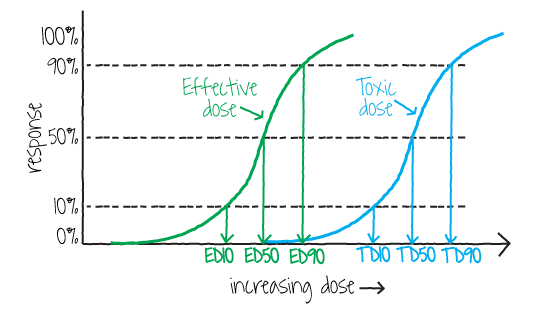 100%
90%
Effective
dose
Toxic
dose
response
50%
10%
0%
ED10 ED50 ED90 TD10 TD50 TD90
increasing dose